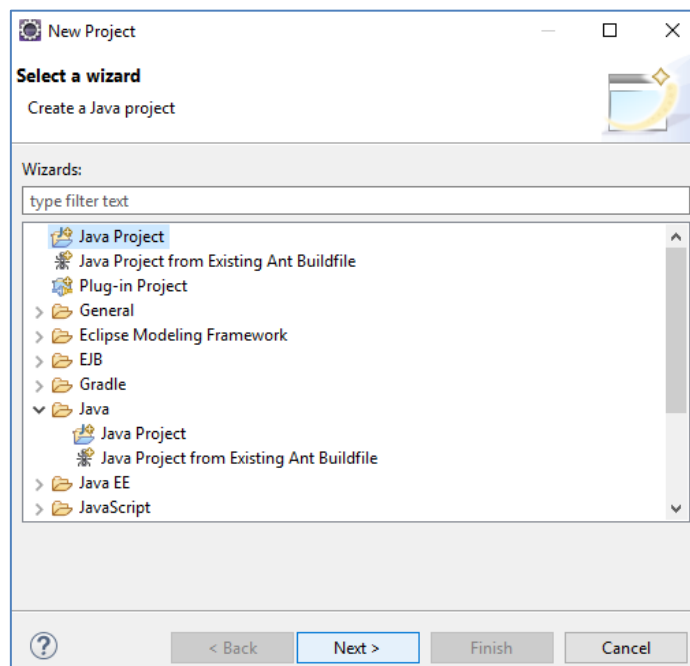 New Project
Select a wizard
Create a Java project
Wizards:
type filter text
Java Project
Java Project from Existing Ant Buildfile
Plug-in Project
General
Eclipse Modeling Framework
EJB
Gradle
Java
Java Project
Java Project from Existing Ant Buildfile
Java EE
JavaScript
? < Back Next > Finish Cancel